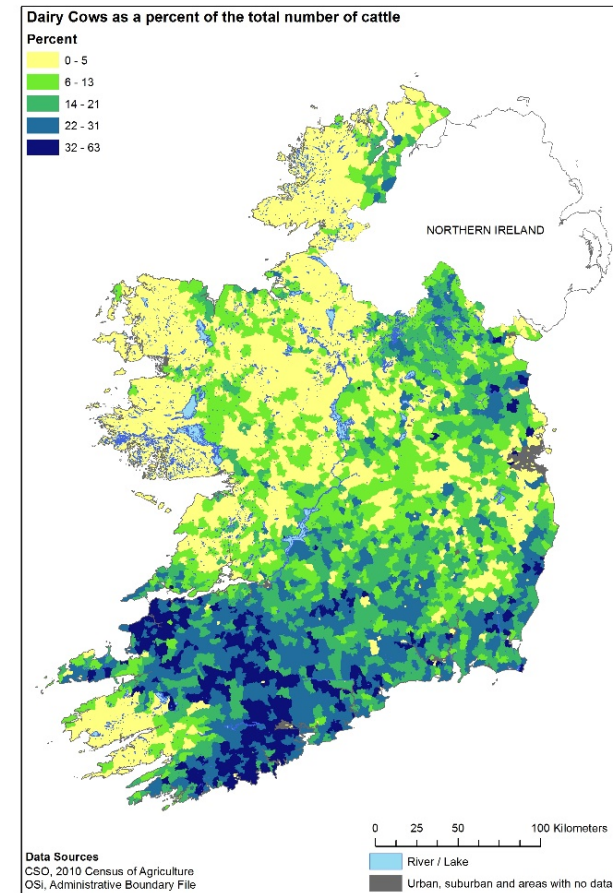 Dairy Cows as a percent of the total number of cattle
Percent
0 - 5
6 - 13
14 - 21
22 - 31
32 - 63
NORTHERN IRELAND
0 25 50 100 Kilometers
River / Lake
Urban, suburban and areas with no data
Data Sources
CSO, 2010 Census of Agriculture
OSi, Administrative Boundary File